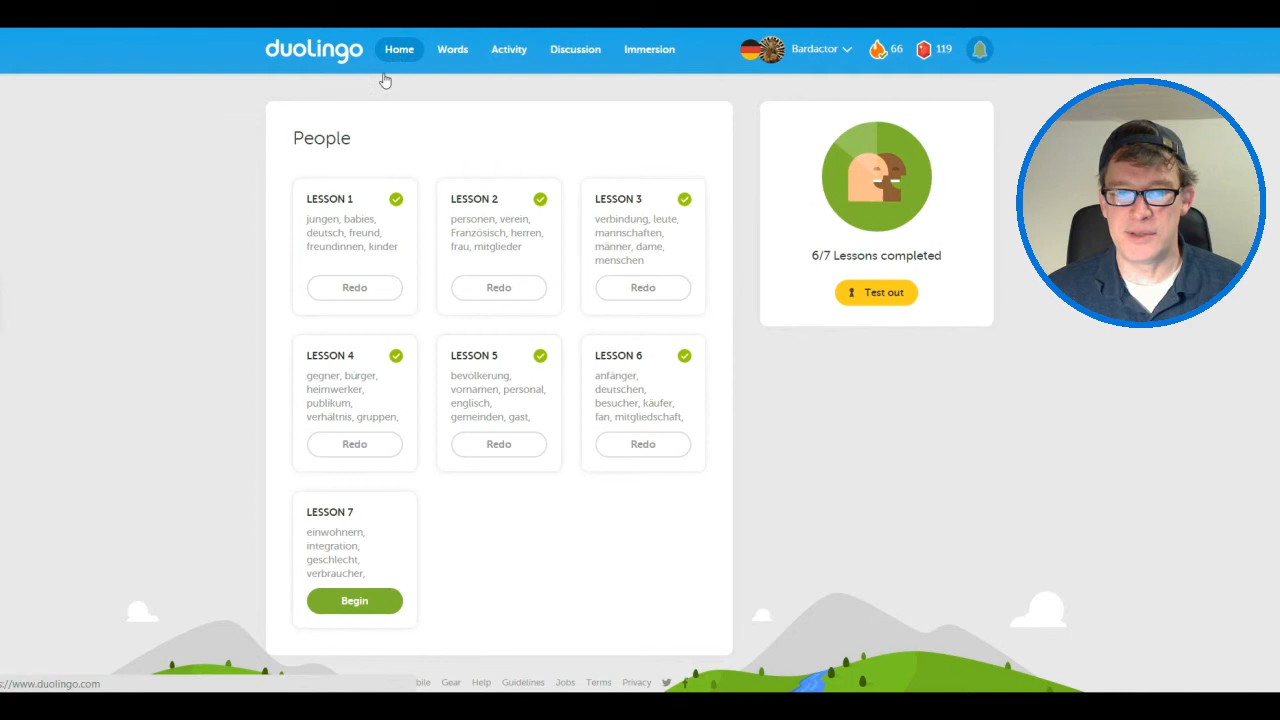 duolingo Home Words Activity Discussion Immersion Bardactor 66 119
People
LESSON 1
jungen, babies,
deutsch, freund,
freundinnen, kinder
Redo
LESSON 2
personen, verein,
Französisch, herren,
frau, mitglieder
Redo
LESSON 3
verbindung, leute,
mannschaften,
männer, dame,
menschen
Redo
LESSON 4
gegner, bürger,
heimwerker,
publikum,
verhältnis, gruppen,
Redo
LESSON 5
bevölkerung,
vornamen, personal,
englisch,
gemeinden, gast,
Redo
LESSON 6
anfänger,
deutschen,
besucher, käufer,
fan, mitgliedschaft,
Redo
LESSON 7
einwohnern,
integration,
geschlecht,
verbraucher,
Begin
6/7 Lessons completed
Test out
s://www.duolingo.com
bile Gear Help Guidelines Jobs Terms Privacy